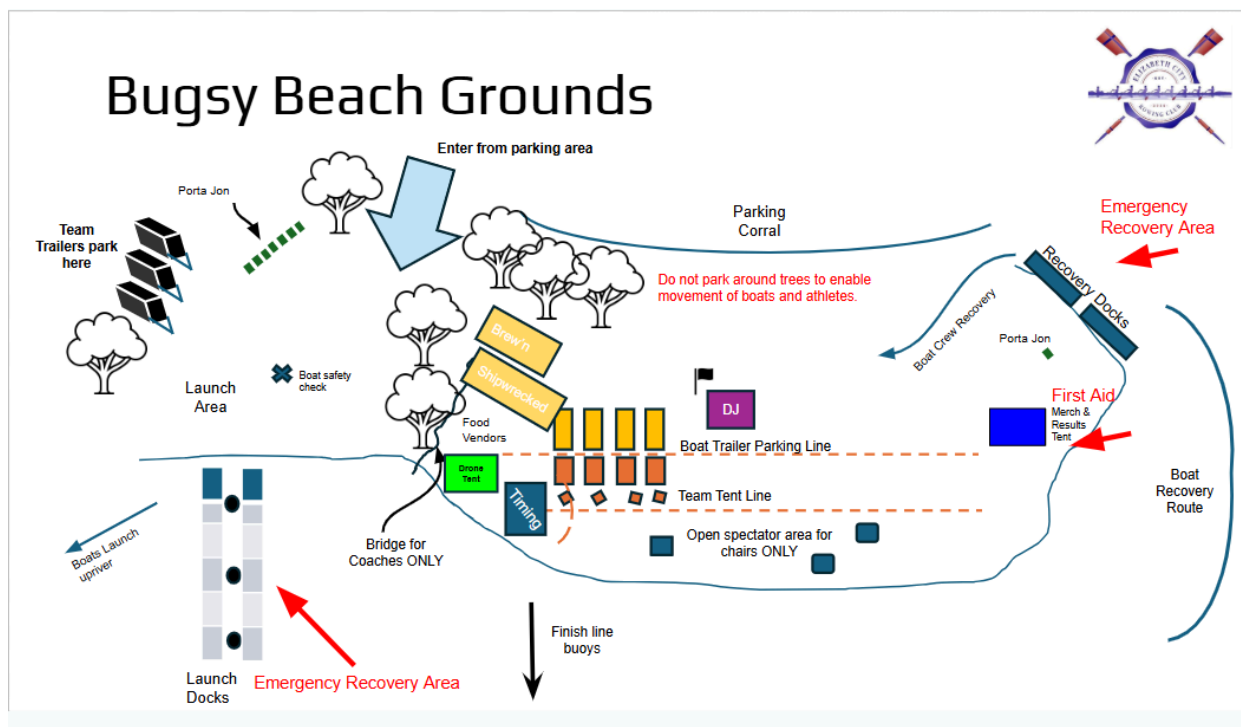 Bugsy Beach Grounds
ELIZABETH CITY
ROWING CLUB
Enter from parking area
Porta Jon
Team
Trailers park
here
Parking
Corral
Emergency
Recovery Area
Do not park around trees to enable
movement of boats and athletes.
Recovery Docks
Boat Crew Recovery
Porta Jon
Brew'n
Shipwrecked
Boat safety
check
Launch
Area
Food
Vendors
DJ
First Aid
Merch &
Results
Tent
Boat Trailer Parking Line
Drone
Tent
Timing
Team Tent Line
Boat
Recovery
Route
Open spectator area for
chairs ONLY
Bridge for
Coaches ONLY
Boats Launch
upriver
Finish line
buoys
Launch
Docks
Emergency Recovery Area